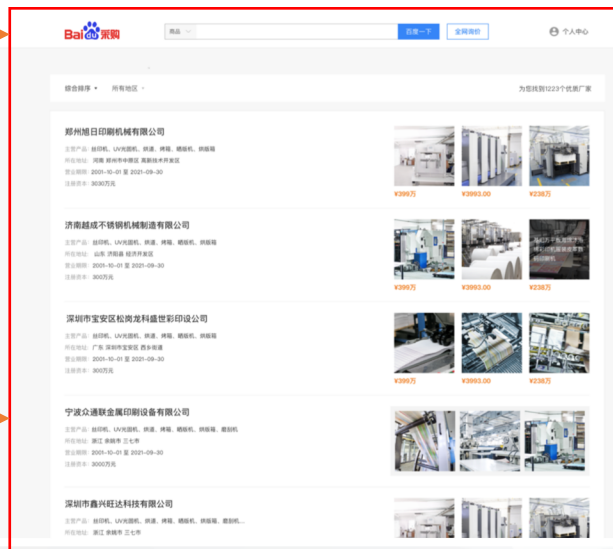 Bai du 采购
商品
百度一下
全网询价
个人中心
综合排序
所有地区
为您找到1223个优质厂家
郑州旭日印刷机械有限公司
主营产品: 丝印机、UV光固机、烘道、烤箱、晒版机、烘版箱
所在地址: 河南 郑州市中原区 高新技术开发区
营业期限: 2001-10-01 至 2021-09-30
注册资本: 3030万元
¥399万 ¥3993.00 ¥238万
济南越成不锈钢机械制造有限公司
主营产品: 丝印机、UV光固机、烘道、烤箱、晒版机、烘版箱
所在地址: 山东 济阳县 经济开发区
营业期限: 2001-10-01 至 2021-09-30
注册资本: 300万元
¥399万 ¥3993.00 ¥238万
深圳市宝安区松岗龙科盛世彩印设公司
主营产品: 丝印机、UV光固机、烘道、烤箱、晒版机、烘版箱
所在地址: 广东 深圳市宝安区 西乡街道
营业期限: 2001-10-01 至 2021-09-30
注册资本: 300万元
¥399万 ¥3993.00 ¥238万
宁波众通联金属印刷设备有限公司
主营产品: 丝印机、UV光固机、烘道、烤箱、晒版机、烘版箱、磨刮机
所在地址: 浙江 余姚市 三七市
营业期限: 2001-10-01 至 2021-09-30
注册资本: 3000万元
深圳市鑫兴旺达科技有限公司
主营产品: 丝印机、UV光固机、烘道、烤箱、晒版机、烘版箱、磨刮机...
所在地址: 浙江 余姚市 三七市